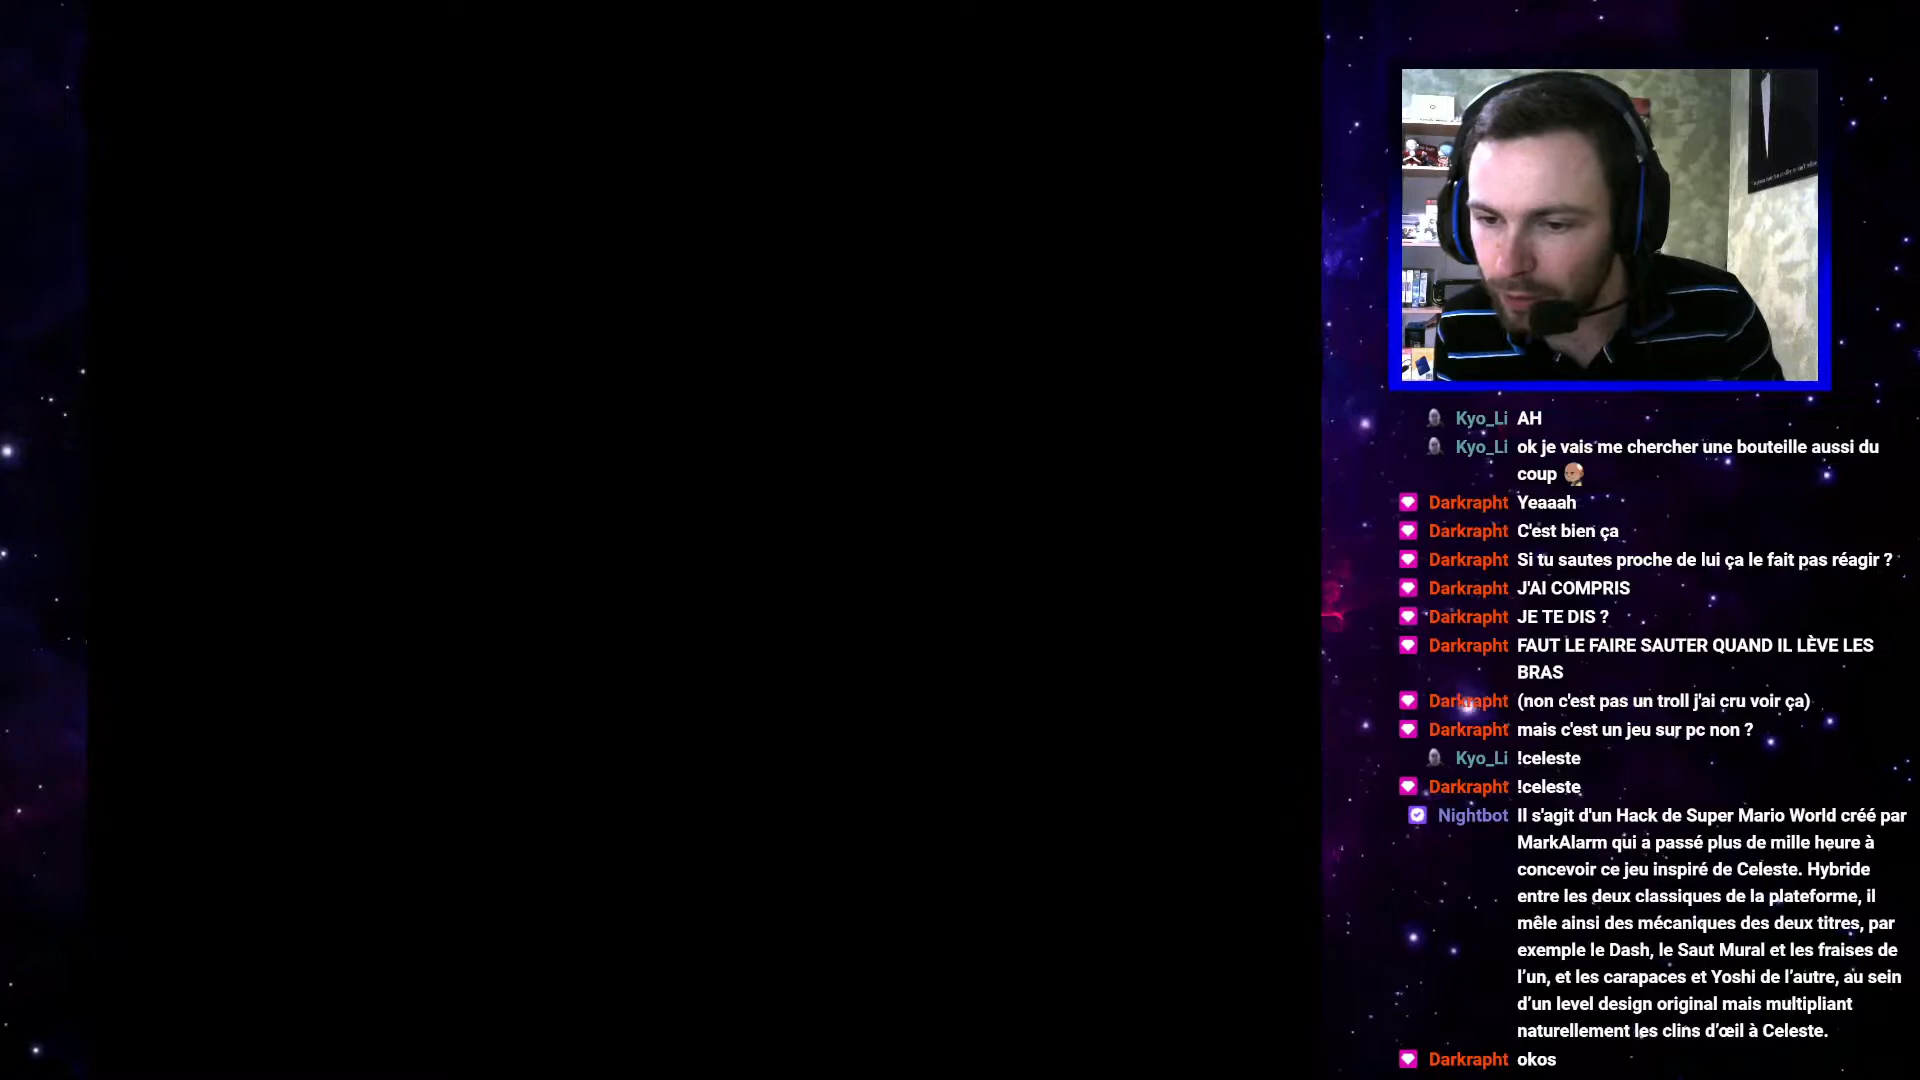 Kyo_Li AH
Kyo_Li ok je vais me chercher une bouteille aussi du
coup
Darkrapht Yeaaah
Darkrapht C'est bien ça
Darkrapht Si tu sautes proche de lui ça le fait pas réagir ?
Darkrapht J'AI COMPRIS
Darkrapht JE TE DIS ?
Darkrapht FAUT LE FAIRE SAUTER QUAND IL LÈVE LES
BRAS
Darkrapht (non c'est pas un troll j'ai cru voir ça)
Darkrapht mais c'est un jeu sur pc non ?
Kyo_Li !celeste
Darkrapht !celeste
Nightbot Il s'agit d'un Hack de Super Mario World créé par
MarkAlarm qui a passé plus de mille heure à
concevoir ce jeu inspiré de Celeste. Hybride
entre les deux classiques de la plateforme, il
mêle ainsi des mécaniques des deux titres, par
exemple le Dash, le Saut Mural et les fraises de
l’un, et les carapaces et Yoshi de l’autre, au sein
d’un level design original mais multipliant
naturellement les clins d’œil à Celeste.
Darkrapht okos